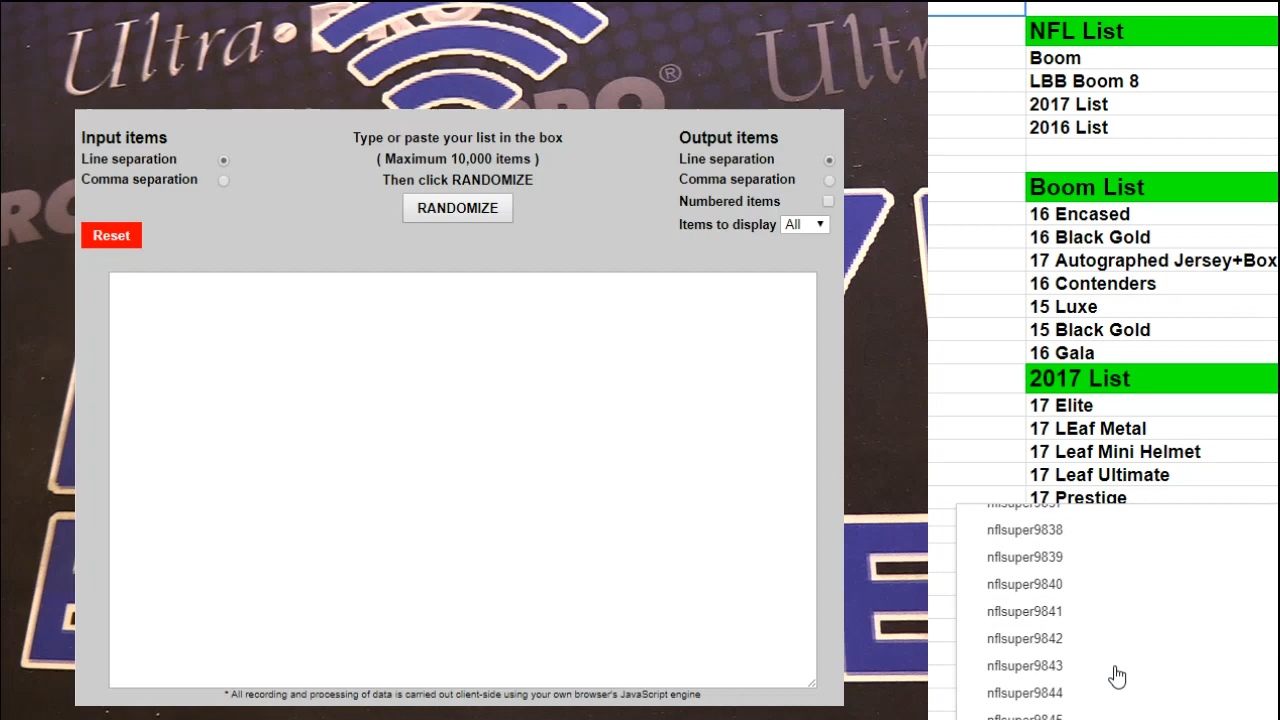 Ultra•PRO
®
Input items
Line separation
Comma separation
Reset
Type or paste your list in the box
( Maximum 10,000 items )
Then click RANDOMIZE
RANDOMIZE
Output items
Line separation
Comma separation
Numbered items
Items to display All
* All recording and processing of data is carried out client-side using your own browser's JavaScript engine
NFL List
Boom
LBB Boom 8
2017 List
2016 List
Boom List
16 Encased
16 Black Gold
17 Autographed Jersey+Box
16 Contenders
15 Luxe
15 Black Gold
16 Gala
2017 List
17 Elite
17 LEaf Metal
17 Leaf Mini Helmet
17 Leaf Ultimate
17 Prestige
nflsuper9837
nflsuper9838
nflsuper9839
nflsuper9840
nflsuper9841
nflsuper9842
nflsuper9843
nflsuper9844
nflsuper9845